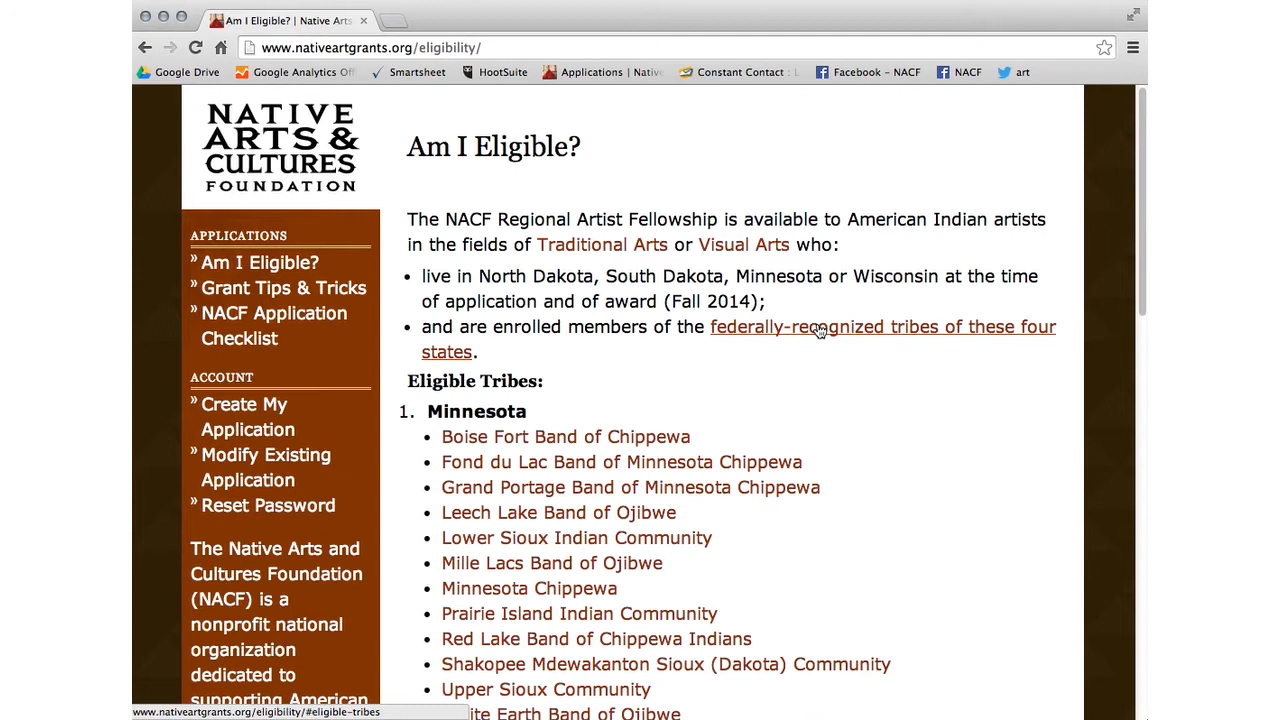 Am I Eligible? | Native Arts
www.nativeartgrants.org/eligibility/
Google Drive
Google Analytics Off
Smartsheet
HootSuite
Applications | Native
Constant Contact : L
Facebook – NACF
NACF
art
NATIVE
ARTS &
CULTURES
FOUNDATION
APPLICATIONS
» Am I Eligible?
» Grant Tips & Tricks
» NACF Application
Checklist
ACCOUNT
» Create My
Application
» Modify Existing
Application
» Reset Password
The Native Arts and
Cultures Foundation
(NACF) is a
nonprofit national
organization
dedicated to
supporting American
Am I Eligible?
The NACF Regional Artist Fellowship is available to American Indian artists
in the fields of Traditional Arts or Visual Arts who:
• live in North Dakota, South Dakota, Minnesota or Wisconsin at the time
of application and of award (Fall 2014);
• and are enrolled members of the federally-recognized tribes of these four
states.
Eligible Tribes:
1. Minnesota
• Boise Fort Band of Chippewa
• Fond du Lac Band of Minnesota Chippewa
• Grand Portage Band of Minnesota Chippewa
• Leech Lake Band of Ojibwe
• Lower Sioux Indian Community
• Mille Lacs Band of Ojibwe
• Minnesota Chippewa
• Prairie Island Indian Community
• Red Lake Band of Chippewa Indians
• Shakopee Mdewakanton Sioux (Dakota) Community
• Upper Sioux Community
Earth Band of Ojibwe
www.nativeartgrants.org/eligibility/#eligible-tribes